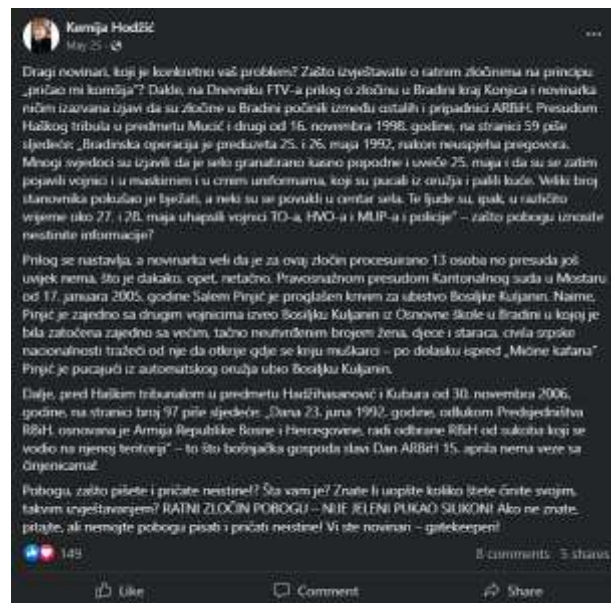 Kemija Hodžić
May 25
Dragi novinari, koji je konkretno vaš problem? Zašto izvještavate o ratnim zločinima na principu
„pričao mi komšija"? Dakle, na Dnevniku FTV-a prilog o zločinu u Bradini kraj Konjica i novinarka
ničim izazvana izjavi da su zločine u Bradini počinili između ostalih i pripadnici ARBiH. Presudom
Haškog tribula u predmetu Mucić i drugi od 16. novembra 1998. godine, na stranici 59 piše
sljedeće: „Bradinska operacija je preduzeta 25. i 26. maja 1992, nakon neuspjeha pregovora.
Mnogi svjedoci su izjavili da je selo granatirano kasno popodne i uveče 25. maja i da su se zatim
pojavili vojnici i u maskirnim i u crnim uniformama, koji su pucali iz oružja i palili kuće. Veliki broj
stanovnika pokušao je bježati, a neki su se povukli u centar sela. Te ljude su, ipak, u različito
vrijeme oko 27. i 28. maja uhapsili vojnici TO-a, HVO-a i MUP-a i policije" – zašto pobogu iznosite
neistinite informacije?
Prilog se nastavlja, a novinarka veli da je za ovaj zločin procesuirano 13 osoba no presuda još
uvijek nema, što je dakako, opet, netačno. Pravosnažnom presudom Kantonalnog suda u Mostaru
od 17. januara 2005. godine Salem Pinjić je proglašen krivim za ubistvo Bosiljke Kuljanin. Naime,
Pinjić je zajedno sa drugim vojnicima izveo Bosiljku Kuljanin iz Osnovne škole u Bradini u kojoj je
bila zatočena zajedno sa većim, tačno neutvrđenim brojem žena, djece i staraca, civila srpske
nacionalnosti tražeći od nje da otkrije gdje se kriju muškarci – po dolasku ispred „Mićine kafana"
Pinjić je pucajući iz automatskog oružja ubio Bosiljku Kuljanin.
Dalje, pred Haškim tribunalom u predmetu Hadžihasanović i Kubura od 30. novembra 2006.
godine, na stranici broj 97 piše sljedeće: „Dana 23. juna 1992. godine, odlukom Predsjedništva
RBiH, osnovana je Armija Republike Bosne i Hercegovine, radi odbrane RBiH od sukoba koji se
vodio na njenoj teritoriji" – to što bošnjačka gospoda slavi Dan ARBiH 15. aprila nema veze sa
činjenicama!
Pobogu, zašto pišete i pričate neistine!? Šta vam je? Znate li uopšte koliko štete činite svojim,
takvim izvještavanjem? RATNI ZLOČIN POBOGU – NIJE JELENI PUKAO SILIKON! Ako ne znate,
pitajte, ali nemojte pobogu pisati i pričati neistine! Vi ste novinari – gatekeeperi!
149
8 comments 5 shares
Like Comment Share